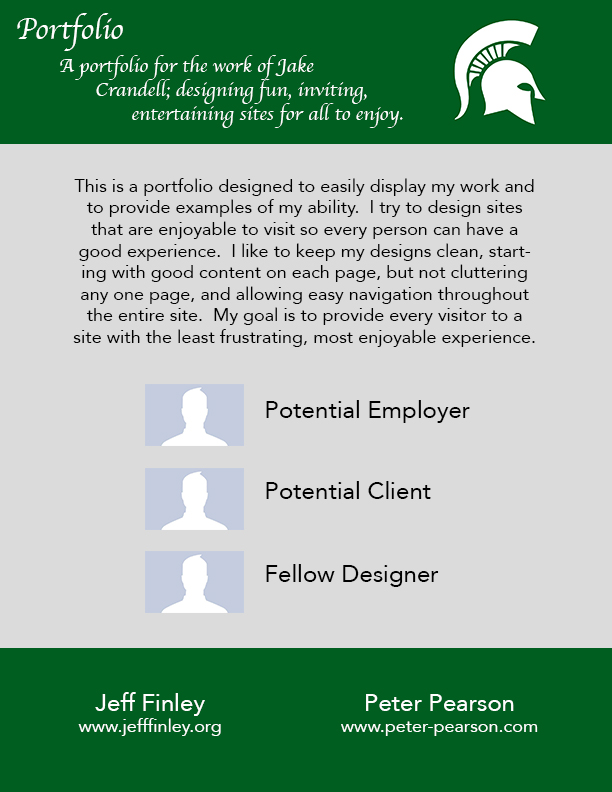 Portfolio
A portfolio for the work of Jake
Crandell; designing fun, inviting,
entertaining sites for all to enjoy.
This is a portfolio designed to easily display my work and
to provide examples of my ability.  I try to design sites
that are enjoyable to visit so every person can have a
good experience.  I like to keep my designs clean, start-
ing with good content on each page, but not cluttering
any one page, and allowing easy navigation throughout
the entire site.  My goal is to provide every visitor to a
site with the least frustrating, most enjoyable experience.
Potential Employer
Potential Client
Fellow Designer
Jeff Finley
www.jefffinley.org
Peter Pearson
www.peter-pearson.com